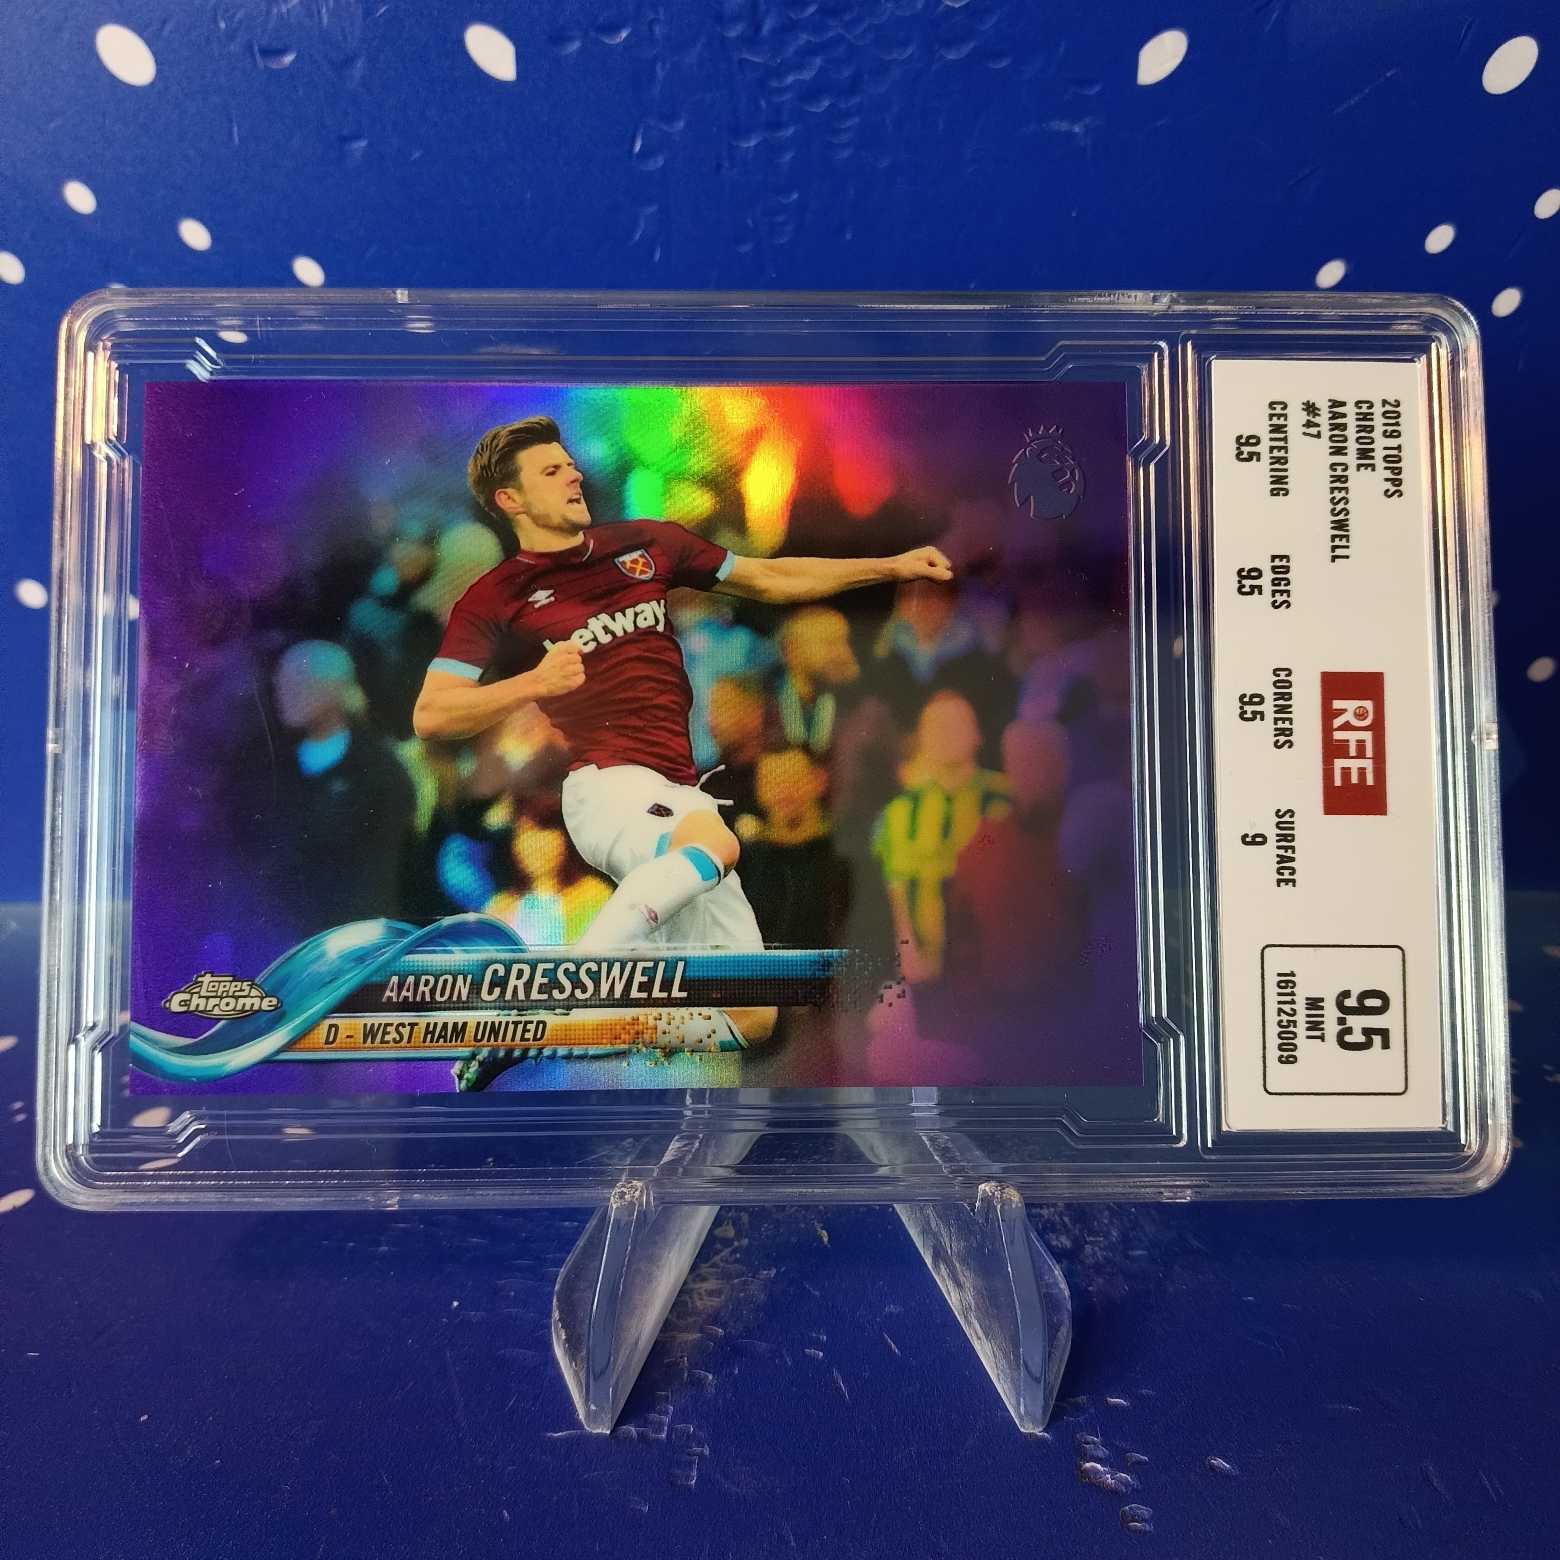 betway
Topps
Chrome
AARON CRESSWELL
D - WEST HAM UNITED
2019 TOPPS
CHROME
AARON CRESSWELL
#47
CENTERING EDGES CORNERS SURFACE
9.5 9.5 9.5 9
RFE
9.5
MINT
161125009